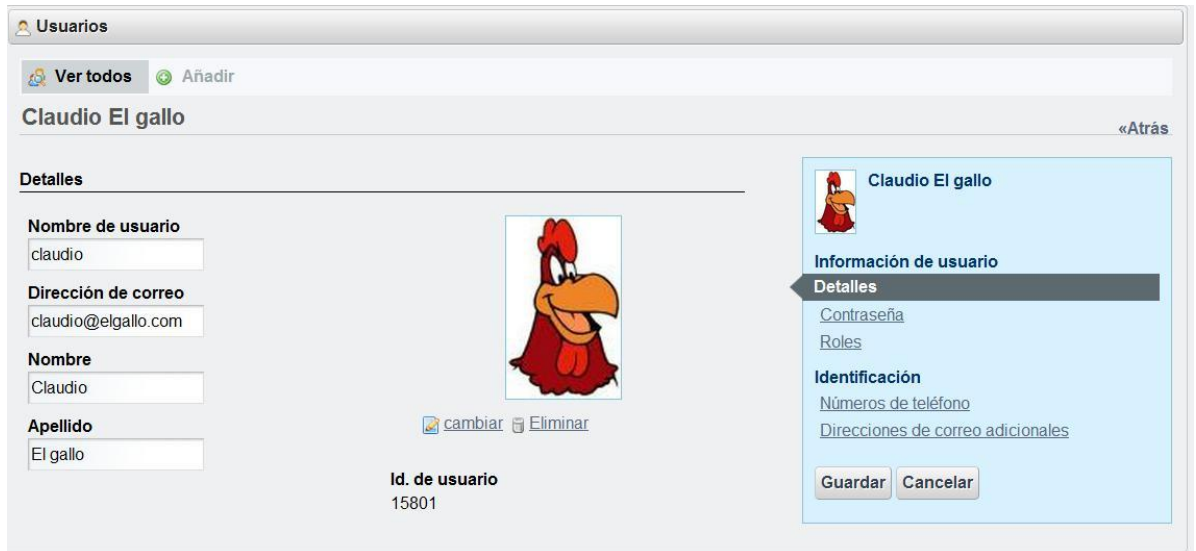 Usuarios
Ver todos Añadir
Claudio El gallo
«Atrás
Detalles
Nombre de usuario
claudio
Dirección de correo
claudio@elgallo.com
Nombre
Claudio
Apellido
El gallo
cambiar Eliminar
Id. de usuario
15801
Claudio El gallo
Información de usuario
Detalles
Contraseña
Roles
Identificación
Números de teléfono
Direcciones de correo adicionales
Guardar Cancelar